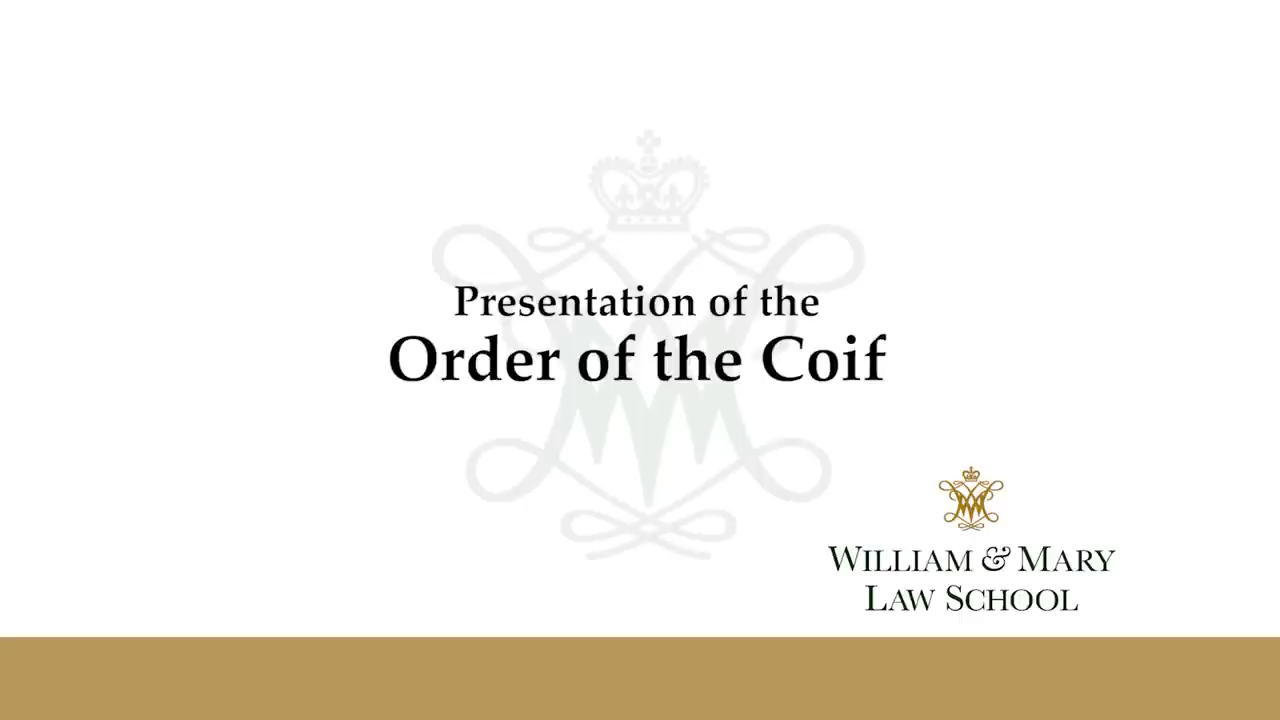 Presentation of the
Order of the Coif
WILLIAM & MARY
LAW SCHOOL